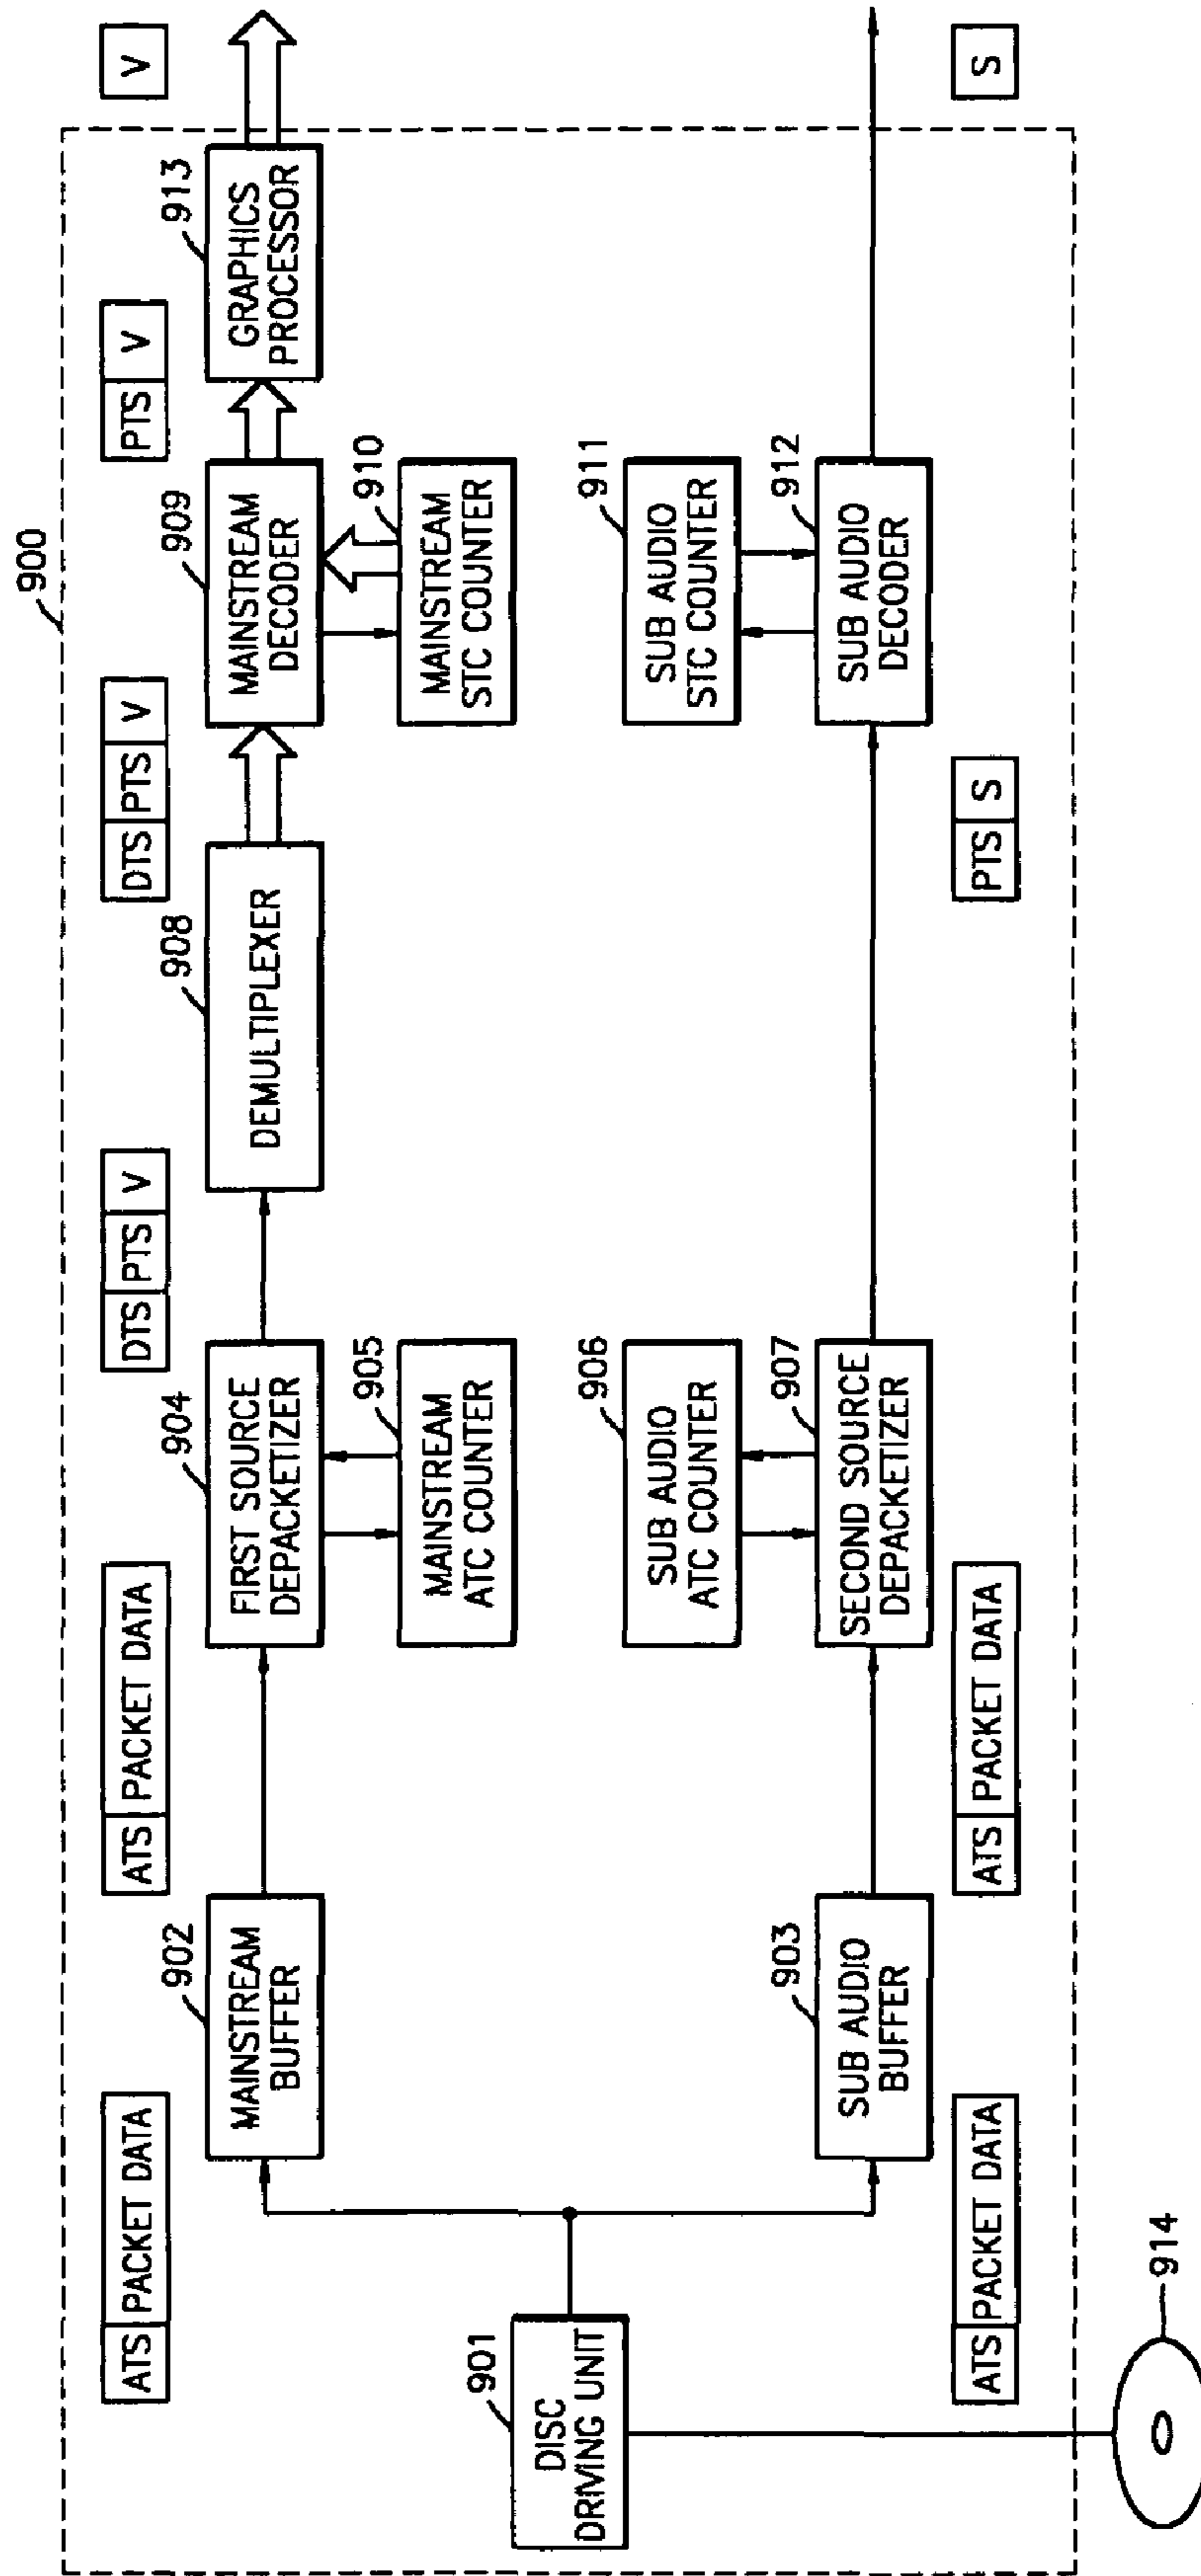 900
ATS PACKET DATA
ATS PACKET DATA
DTS PTS V
DTS PTS V
PTS V
V
902
MAINSTREAM
BUFFER
904
FIRST SOURCE
DEPACKETIZER
908
DEMULTIPLEXER
909
MAINSTREAM
DECODER
913
GRAPHICS
PROCESSOR
905
MAINSTREAM
ATC COUNTER
910
MAINSTREAM
STC COUNTER
901
DISC
DRIVING UNIT
906
SUB AUDIO
ATC COUNTER
911
SUB AUDIO
STC COUNTER
903
SUB AUDIO
BUFFER
907
SECOND SOURCE
DEPACKETIZER
912
SUB AUDIO
DECODER
ATS PACKET DATA
ATS PACKET DATA
PTS S
S
914